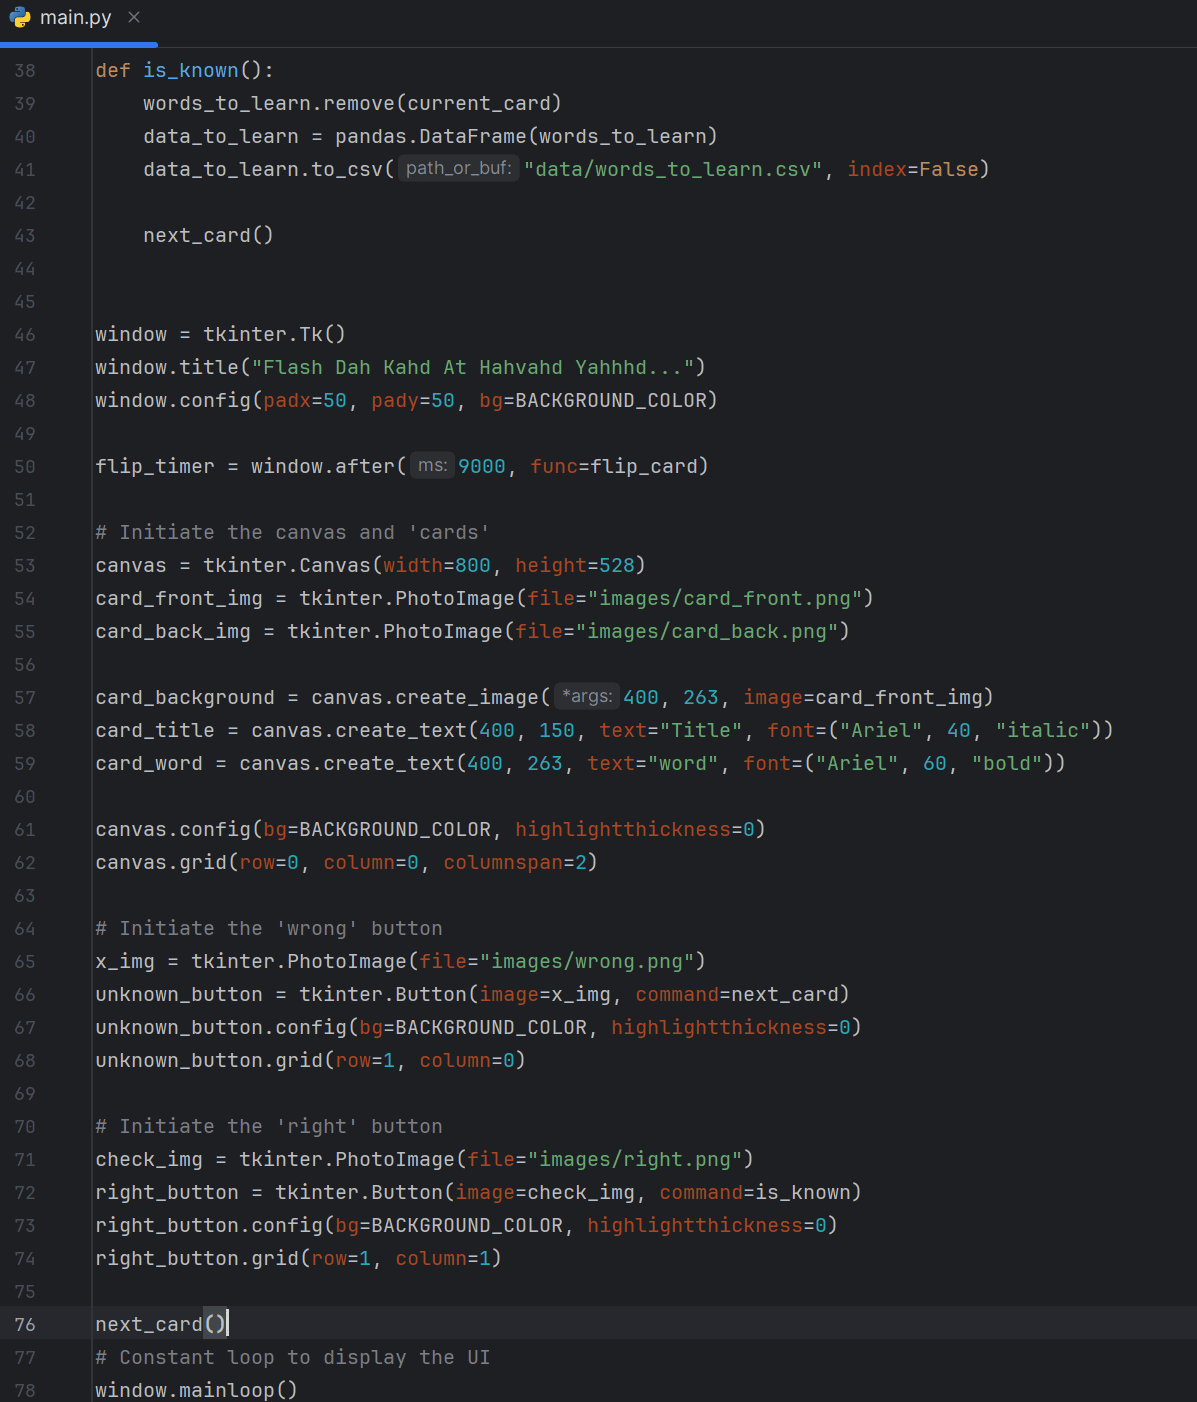 main.py ×
38 def is_known():
39     words_to_learn.remove(current_card)
40     data_to_learn = pandas.DataFrame(words_to_learn)
41     data_to_learn.to_csv( path_or_buf: "data/words_to_learn.csv", index=False)
42
43     next_card()
44
45
46 window = tkinter.Tk()
47 window.title("Flash Dah Kahd At Hahvahd Yahhhd...")
48 window.config(padx=50, pady=50, bg=BACKGROUND_COLOR)
49
50 flip_timer = window.after( ms: 9000, func=flip_card)
51
52 # Initiate the canvas and 'cards'
53 canvas = tkinter.Canvas(width=800, height=528)
54 card_front_img = tkinter.PhotoImage(file="images/card_front.png")
55 card_back_img = tkinter.PhotoImage(file="images/card_back.png")
56
57 card_background = canvas.create_image( *args: 400, 263, image=card_front_img)
58 card_title = canvas.create_text(400, 150, text="Title", font=("Ariel", 40, "italic"))
59 card_word = canvas.create_text(400, 263, text="word", font=("Ariel", 60, "bold"))
60
61 canvas.config(bg=BACKGROUND_COLOR, highlightthickness=0)
62 canvas.grid(row=0, column=0, columnspan=2)
63
64 # Initiate the 'wrong' button
65 x_img = tkinter.PhotoImage(file="images/wrong.png")
66 unknown_button = tkinter.Button(image=x_img, command=next_card)
67 unknown_button.config(bg=BACKGROUND_COLOR, highlightthickness=0)
68 unknown_button.grid(row=1, column=0)
69
70 # Initiate the 'right' button
71 check_img = tkinter.PhotoImage(file="images/right.png")
72 right_button = tkinter.Button(image=check_img, command=is_known)
73 right_button.config(bg=BACKGROUND_COLOR, highlightthickness=0)
74 right_button.grid(row=1, column=1)
75
76 next_card()
77 # Constant loop to display the UI
78 window.mainloop()